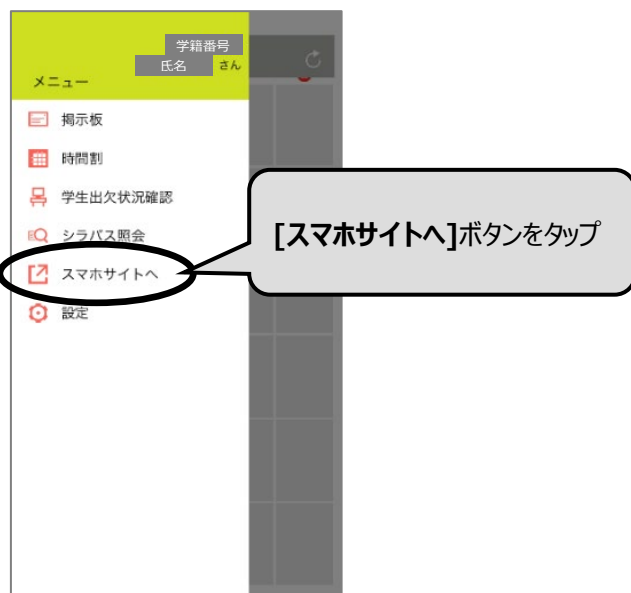 学籍番号
氏名 さん
メニュー
掲示板
時間割
学生出欠状況確認
シラバス照会
スマホサイトへ
設定
[スマホサイトへ]ボタンをタップ